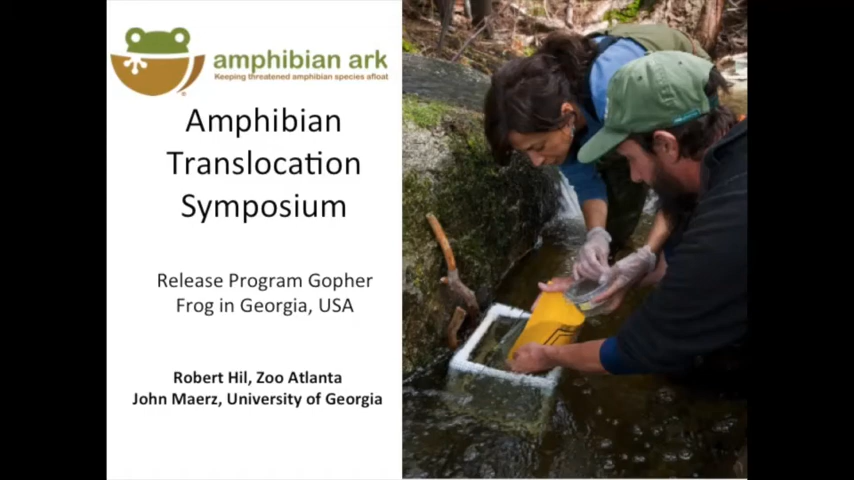 amphibian ark
Keeping threatened amphibian species afloat
Amphibian
Translocation
Symposium
Release Program Gopher
Frog in Georgia, USA
Robert Hil, Zoo Atlanta
John Maerz, University of Georgia